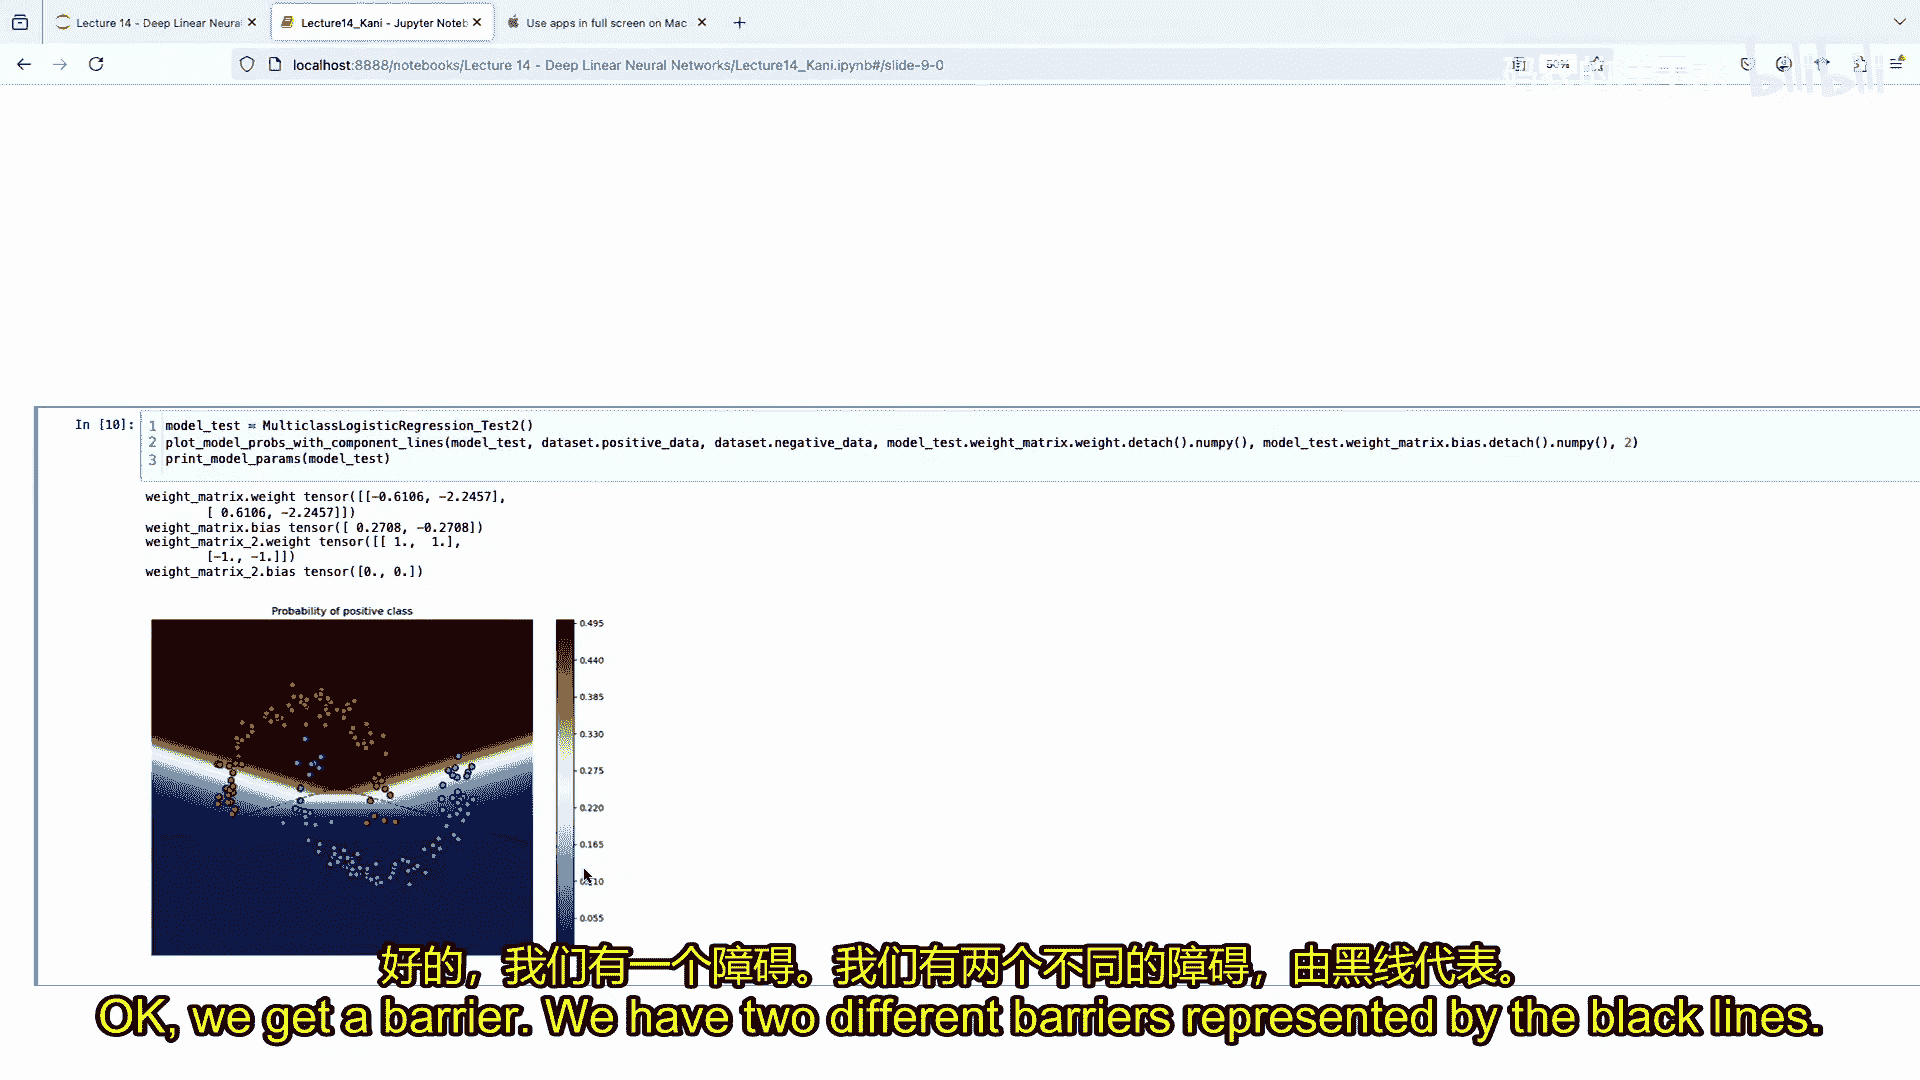 Lecture 14 - Deep Linear Neura
Lecture14_Kani - Jupyter Noteb
Use apps in full screen on Mac
localhost:8888/notebooks/Lecture 14 - Deep Linear Neural Networks/Lecture14_Kani.ipynb#/slide-9-0
bilibili
In [10]:
1 model_test = MulticlassLogisticRegression_Test2()
2 plot_model_probs_with_component_lines(model_test, dataset.positive_data, dataset.negative_data, model_test.weight_matrix.weight.detach().numpy(), model_test.weight_matrix.bias.detach().numpy(), 2)
3 print_model_params(model_test)
weight_matrix.weight tensor([[-0.6106, -2.2457],
[ 0.6106, -2.2457]])
weight_matrix.bias tensor([ 0.2708, -0.2708])
weight_matrix_2.weight tensor([[ 1., 1.],
[-1., -1.]])
weight_matrix_2.bias tensor([0., 0.])
Probability of positive class
0.495
0.440
0.385
0.330
0.275
0.220
0.165
0.055
好的，我们有一个障碍。我们有两个不同的障碍，由黑线代表。
OK, we get a barrier. We have two different barriers represented by the black lines.